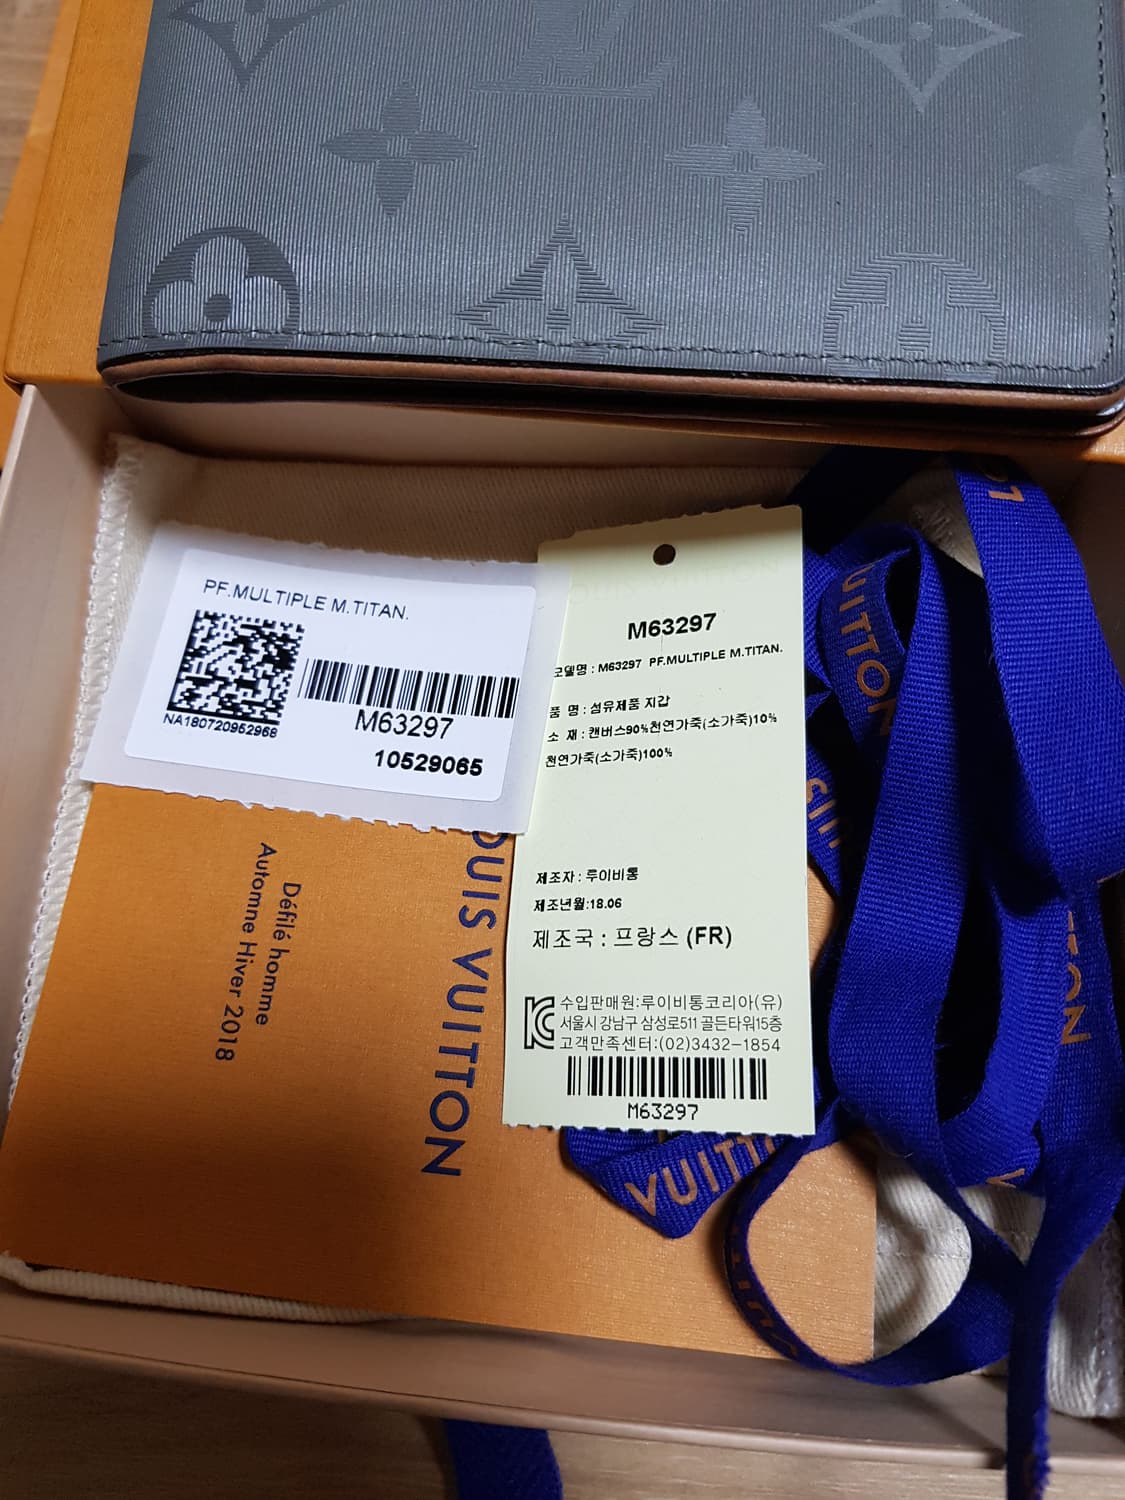 PF.MULTIPLE M.TITAN.
NA180720952968
M63297
10529065
M63297
모델명 : M63297 PF.MULTIPLE M.TITAN.
품 명 : 섬유제품 지갑
소 재 : 캔버스90%천연가죽(소가죽)10%
천연가죽(소가죽)100%
제조자 : 루이비통
제조년월:18.06
제조국 : 프랑스 (FR)
수입판매원:루이비통코리아(유)
서울시 강남구 삼성로511 골든타워15층
고객만족센터:(02)3432-1854
M63297
Défilé homme
Automne Hiver 2018
LOUIS VUITTON
VUITTON